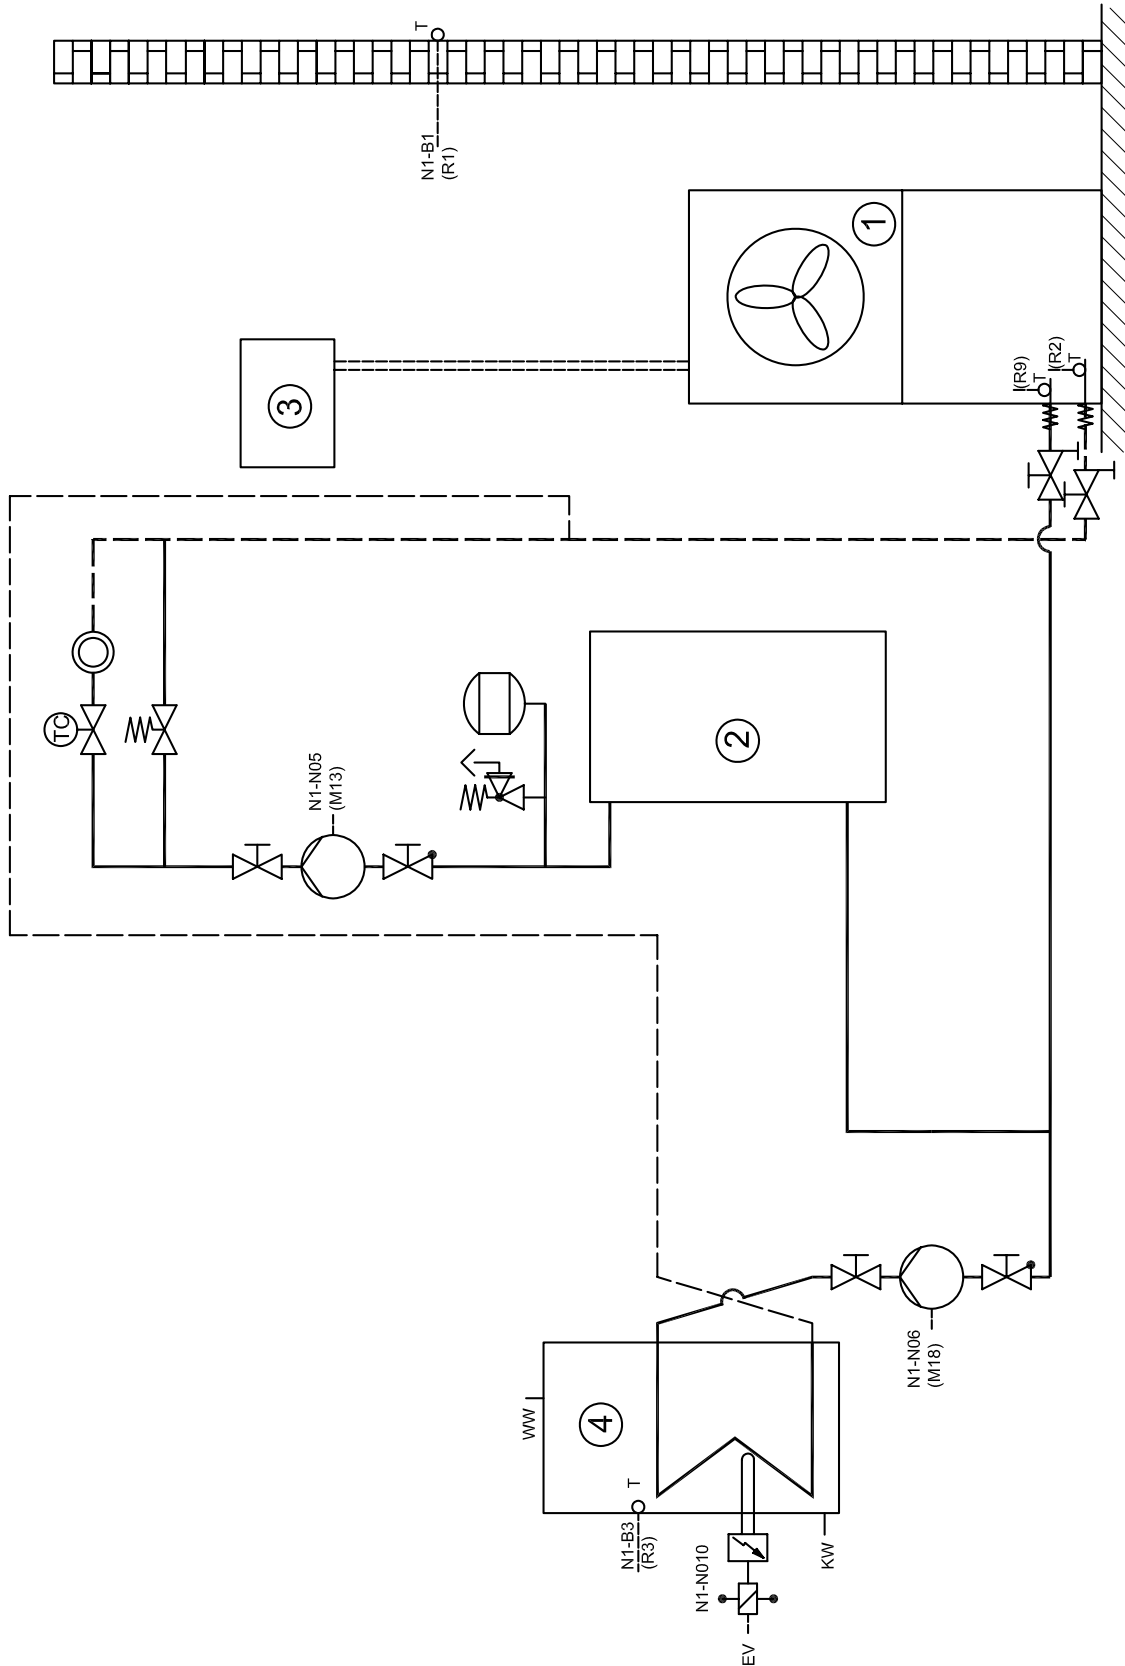 EV
N1-N010
N1-B3
(R3)
T
KW
WW
4
N1-N06
(M18)
N1-N05
(M13)
TC
2
3
(R9)
T
(R2)
T
1
N1-B1
(R1)
T